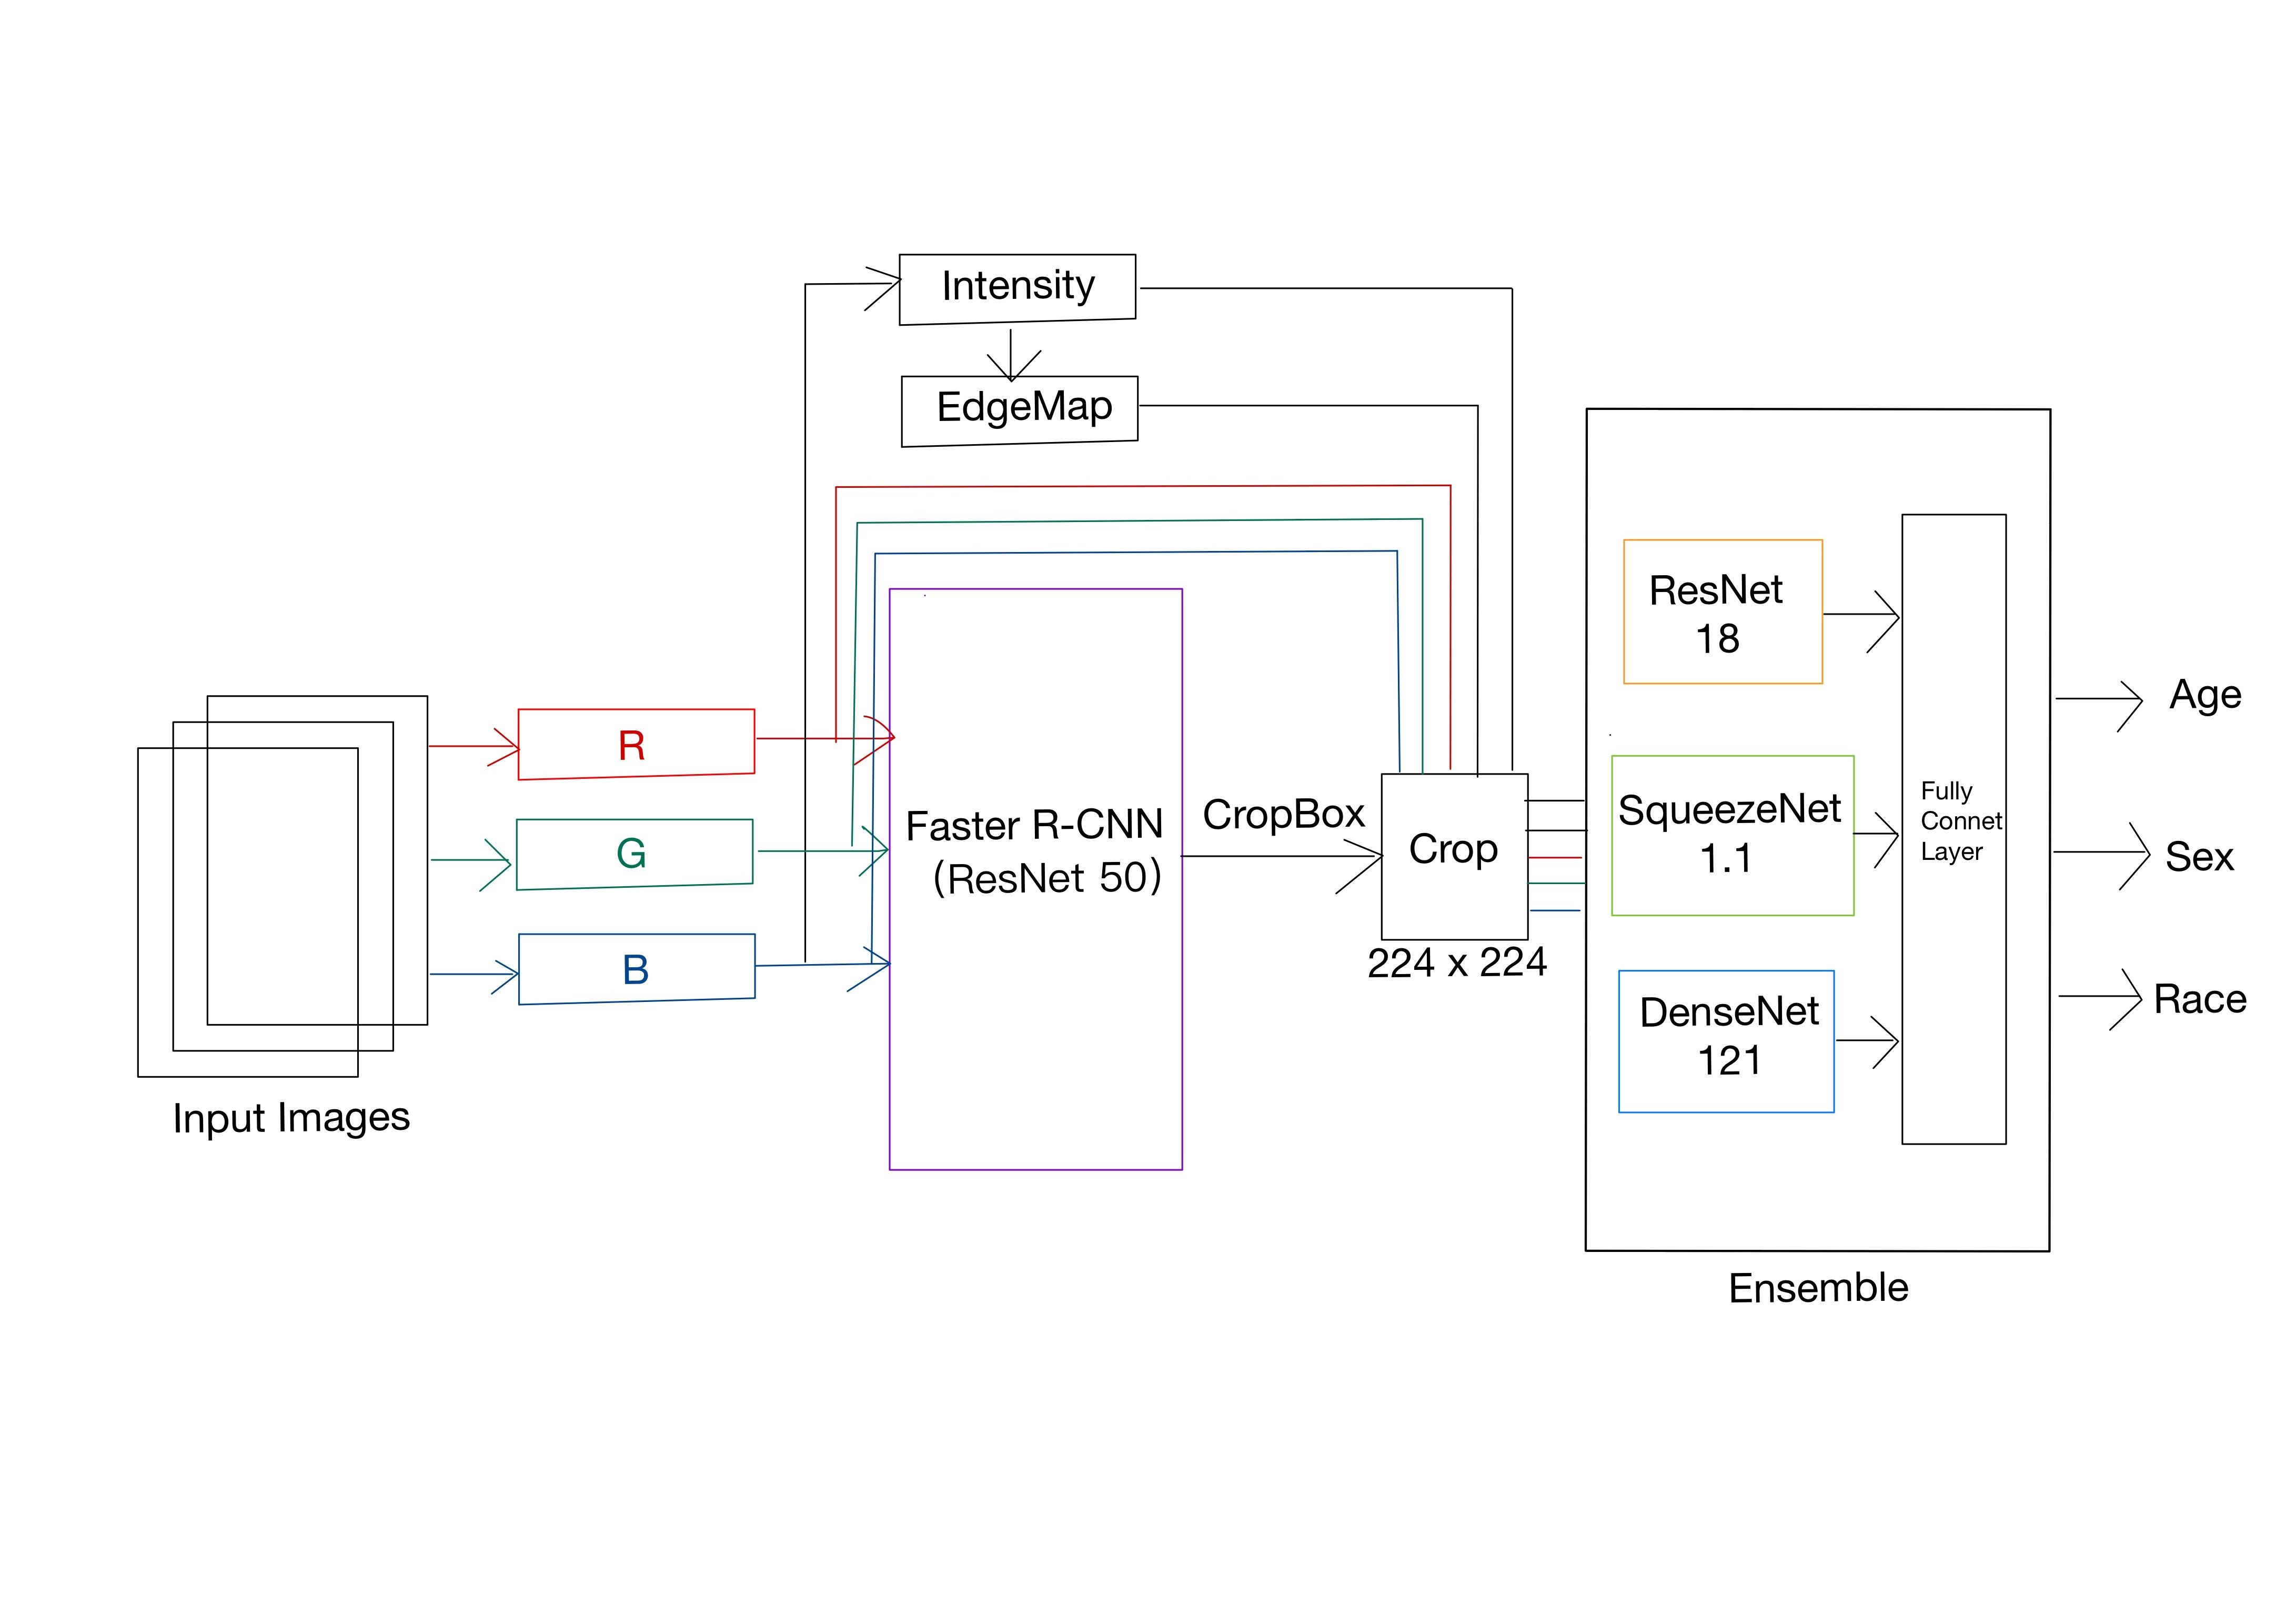 Intensity
EdgeMap
R
G
B
Input Images
Faster R-CNN
(ResNet 50)
CropBox
Crop
224 x 224
ResNet
18
SqueezeNet
1.1
DenseNet
121
Fully
Connet
Layer
Ensemble
Age
Sex
Race